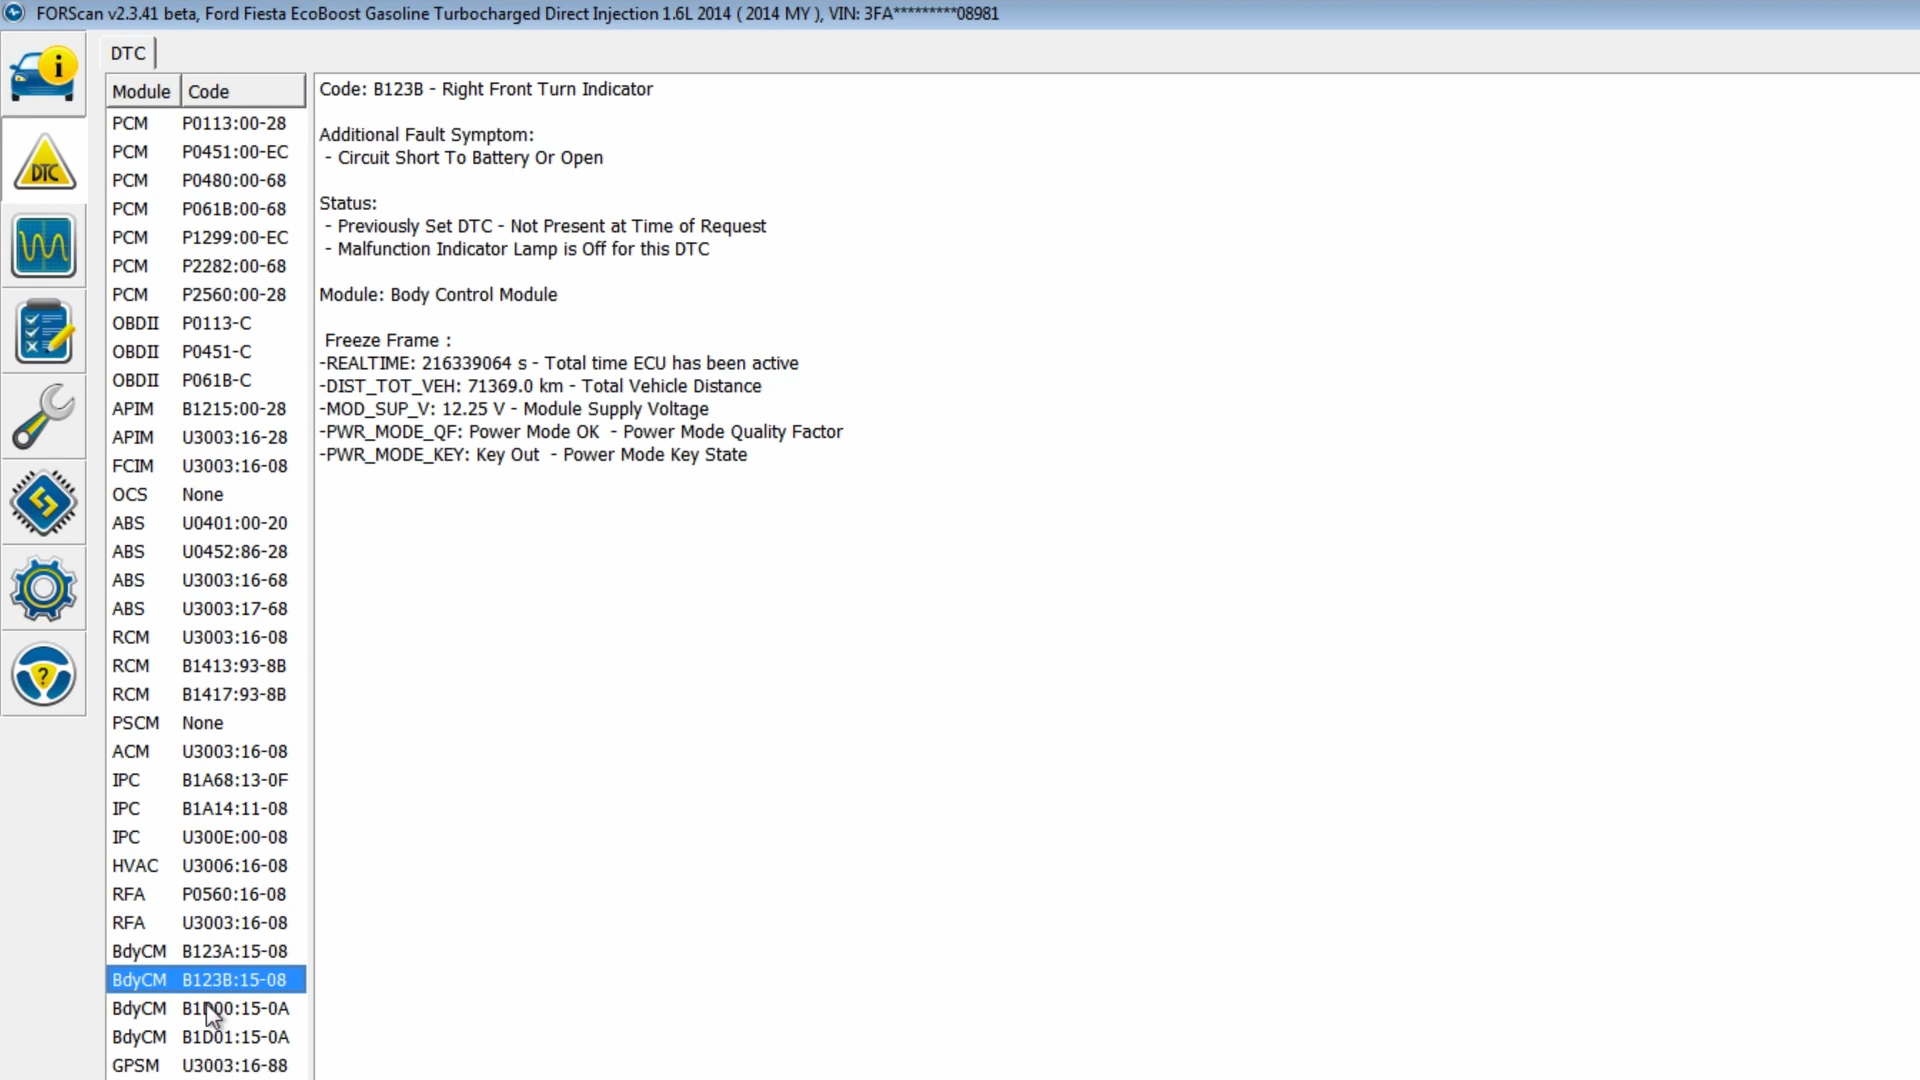 FORScan v2.3.41 beta, Ford Fiesta EcoBoost Gasoline Turbocharged Direct Injection 1.6L 2014 ( 2014 MY ), VIN: 3FA*********08981
DTC
Module Code
PCM P0113:00-28
PCM P0451:00-EC
PCM P0480:00-68
PCM P061B:00-68
PCM P1299:00-EC
PCM P2282:00-68
PCM P2560:00-28
OBDII P0113-C
OBDII P0451-C
OBDII P061B-C
APIM B1215:00-28
APIM U3003:16-28
FCIM U3003:16-08
OCS None
ABS U0401:00-20
ABS U0452:86-28
ABS U3003:16-68
ABS U3003:17-68
RCM U3003:16-08
RCM B1413:93-8B
RCM B1417:93-8B
PSCM None
ACM U3003:16-08
IPC B1A68:13-0F
IPC B1A14:11-08
IPC U300E:00-08
HVAC U3006:16-08
RFA P0560:16-08
RFA U3003:16-08
BdyCM B123A:15-08
BdyCM B123B:15-08
BdyCM B1D00:15-0A
BdyCM B1D01:15-0A
GPSM U3003:16-88
Code: B123B - Right Front Turn Indicator
Additional Fault Symptom:
- Circuit Short To Battery Or Open
Status:
- Previously Set DTC - Not Present at Time of Request
- Malfunction Indicator Lamp is Off for this DTC
Module: Body Control Module
Freeze Frame :
-REALTIME: 216339064 s - Total time ECU has been active
-DIST_TOT_VEH: 71369.0 km - Total Vehicle Distance
-MOD_SUP_V: 12.25 V - Module Supply Voltage
-PWR_MODE_QF: Power Mode OK - Power Mode Quality Factor
-PWR_MODE_KEY: Key Out - Power Mode Key State
i
DTC
?